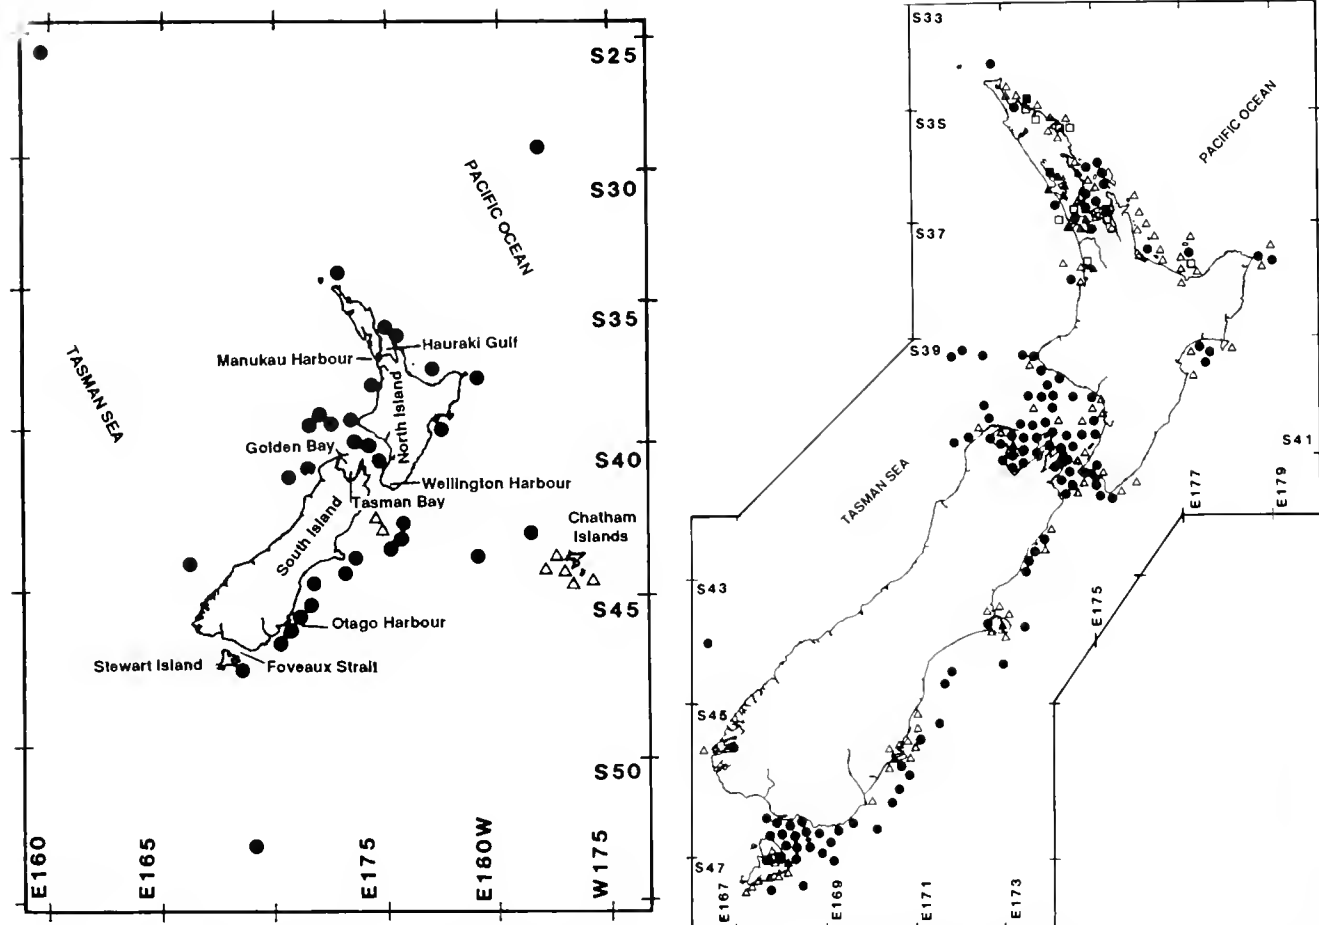 S25
PACIFIC OCEAN
S30
S35
Hauraki Gulf
Manukau Harbour
TASMAN SEA
North Island
Golden Bay
S40
Wellington Harbour
Tasman Bay
South Island
Chatham
Islands
S45
Otago Harbour
Stewart Island
Foveaux Strait
S50
E160
E165
E175
E180W
W175
S33
PACIFIC OCEAN
S35
S37
S39
S41
TASMAN SEA
E177
E179
S43
E175
S45
S47
E167
E169
E171
E173